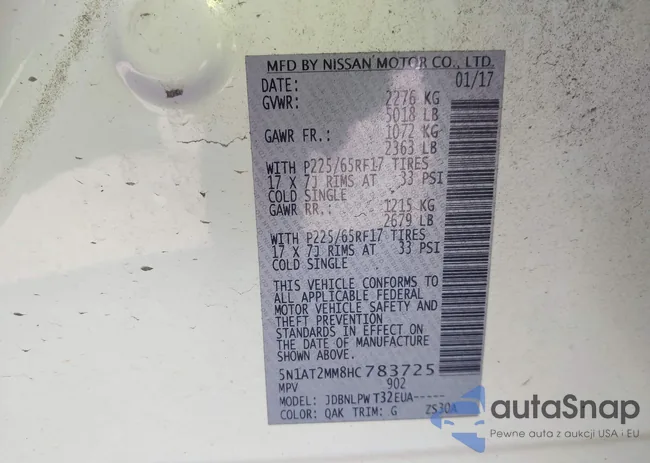 MFD BY NISSAN MOTOR CO., LTD.
DATE: 01/17
GVWR: 2276 KG
5018 LB
GAWR FR.: 1072 KG
2363 LB
WITH P225/65RF17 TIRES
17 X 7J RIMS AT 33 PSI
COLD SINGLE
GAWR RR.: 1215 KG
2679 LB
WITH P225/65RF17 TIRES
17 X 7J RIMS AT 33 PSI
COLD SINGLE
THIS VEHICLE CONFORMS TO
ALL APPLICABLE FEDERAL
MOTOR VEHICLE SAFETY AND
THEFT PREVENTION
STANDARDS IN EFFECT ON
THE DATE OF MANUFACTURE
SHOWN ABOVE.
5N1AT2MM8HC783725
MPV 902
MODEL: JDBNLPW T32EUA-----
COLOR: QAK TRIM: G ZS30A
autaSnap
Pewne auta z aukcji USA i EU